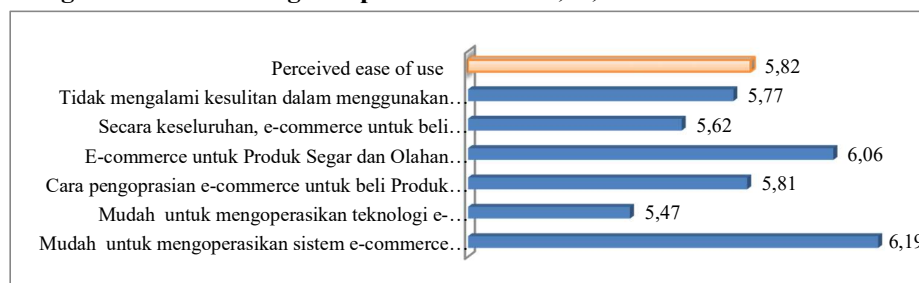 Perceived ease of use 5,82
Tidak mengalami kesulitan dalam menggunakan… 5,77
Secara keseluruhan, e-commerce untuk beli… 5,62
E-commerce untuk Produk Segar dan Olahan… 6,06
Cara pengoprasian e-commerce untuk beli Produk… 5,81
Mudah untuk mengoperasikan teknologi e-… 5,47
Mudah untuk mengoperasikan sistem e-commerce… 6,19